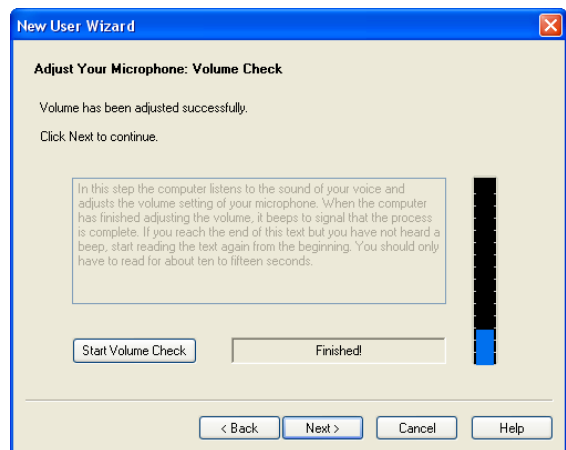 New User Wizard
Adjust Your Microphone: Volume Check
Volume has been adjusted successfully.
Click Next to continue.
In this step the computer listens to the sound of your voice and
adjusts the volume setting of your microphone. When the computer
has finished adjusting the volume, it beeps to signal that the process
is complete. If you reach the end of this text but you have not heard a
beep, start reading the text again from the beginning. You should only
have to read for about ten to fifteen seconds.
Start Volume Check Finished!
< Back Next > Cancel Help